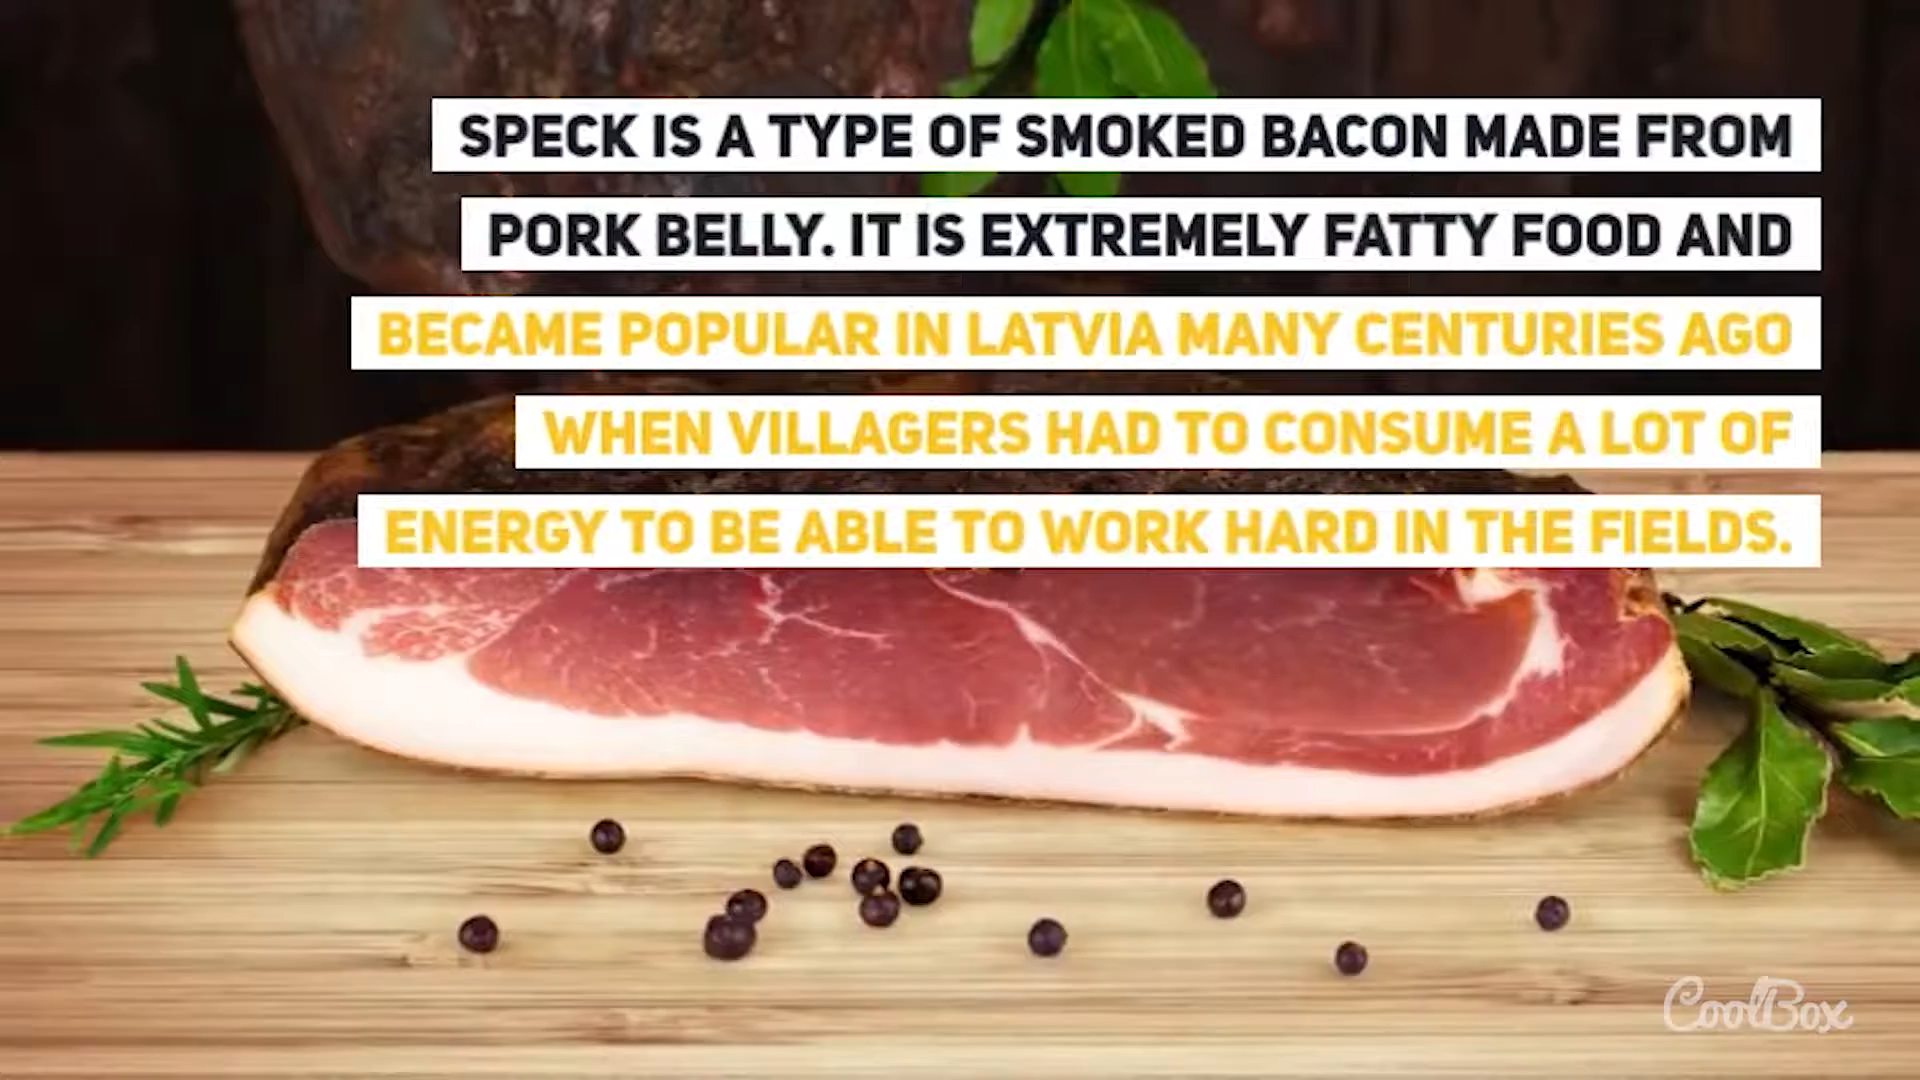 SPECK IS A TYPE OF SMOKED BACON MADE FROM
PORK BELLY. IT IS EXTREMELY FATTY FOOD AND
BECAME POPULAR IN LATVIA MANY CENTURIES AGO
WHEN VILLAGERS HAD TO CONSUME A LOT OF
ENERGY TO BE ABLE TO WORK HARD IN THE FIELDS.
CoolBox